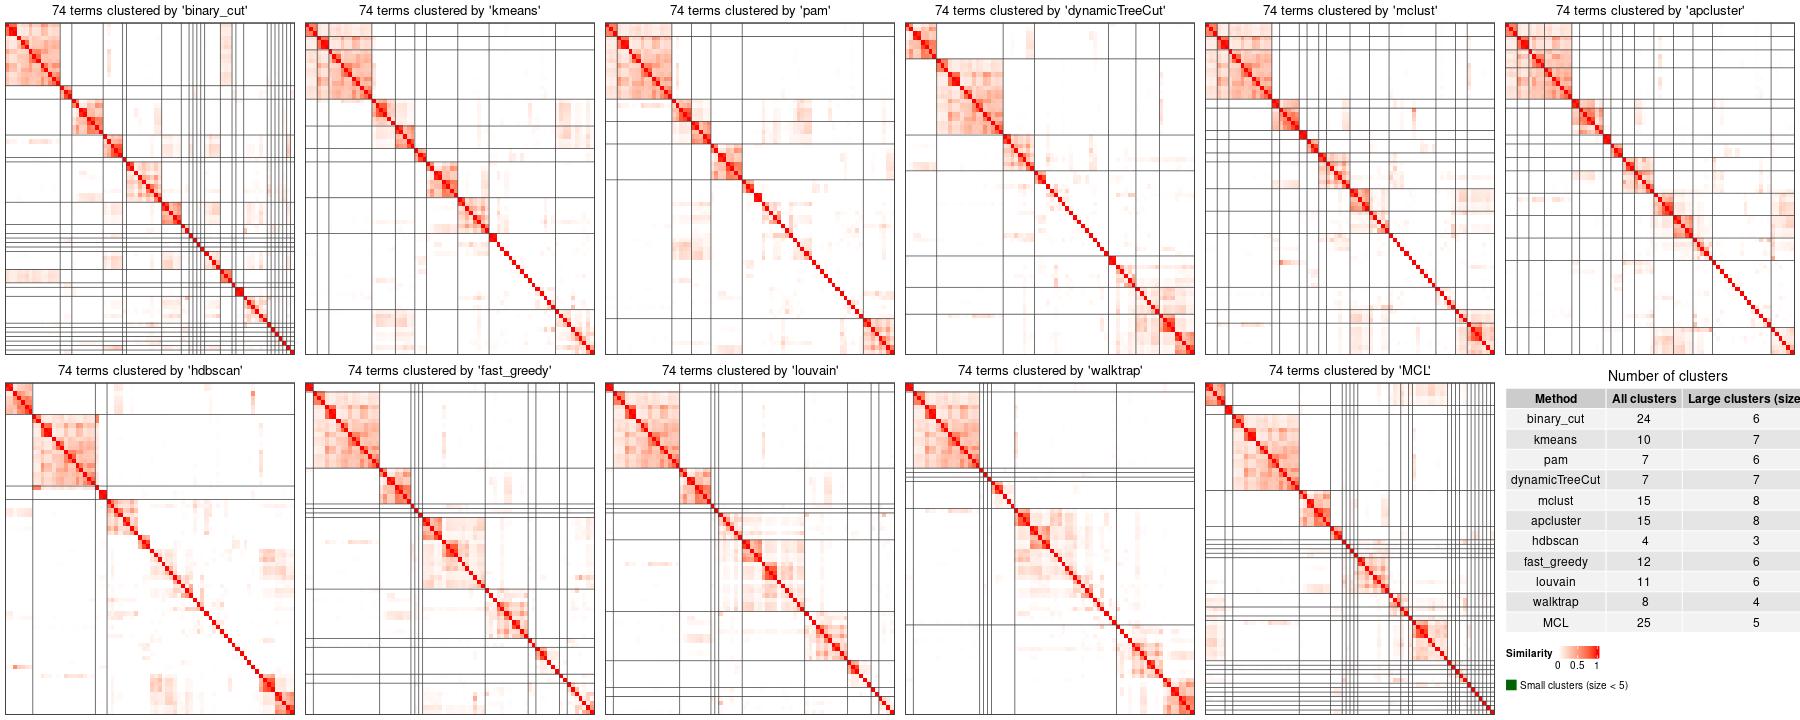 74 terms clustered by 'binary_cut'
74 terms clustered by 'kmeans'
74 terms clustered by 'pam'
74 terms clustered by 'dynamicTreeCut'
74 terms clustered by 'mclust'
74 terms clustered by 'apcluster'
74 terms clustered by 'hdbscan'
74 terms clustered by 'fast_greedy'
74 terms clustered by 'louvain'
74 terms clustered by 'walktrap'
74 terms clustered by 'MCL'
Number of clusters
Method All clusters Large clusters (size
binary_cut 24 6
kmeans 10 7
pam 7 6
dynamicTreeCut 7 7
mclust 15 8
apcluster 15 8
hdbscan 4 3
fast_greedy 12 6
louvain 11 6
walktrap 8 4
MCL 25 5
Similarity
0 0.5 1
Small clusters (size < 5)